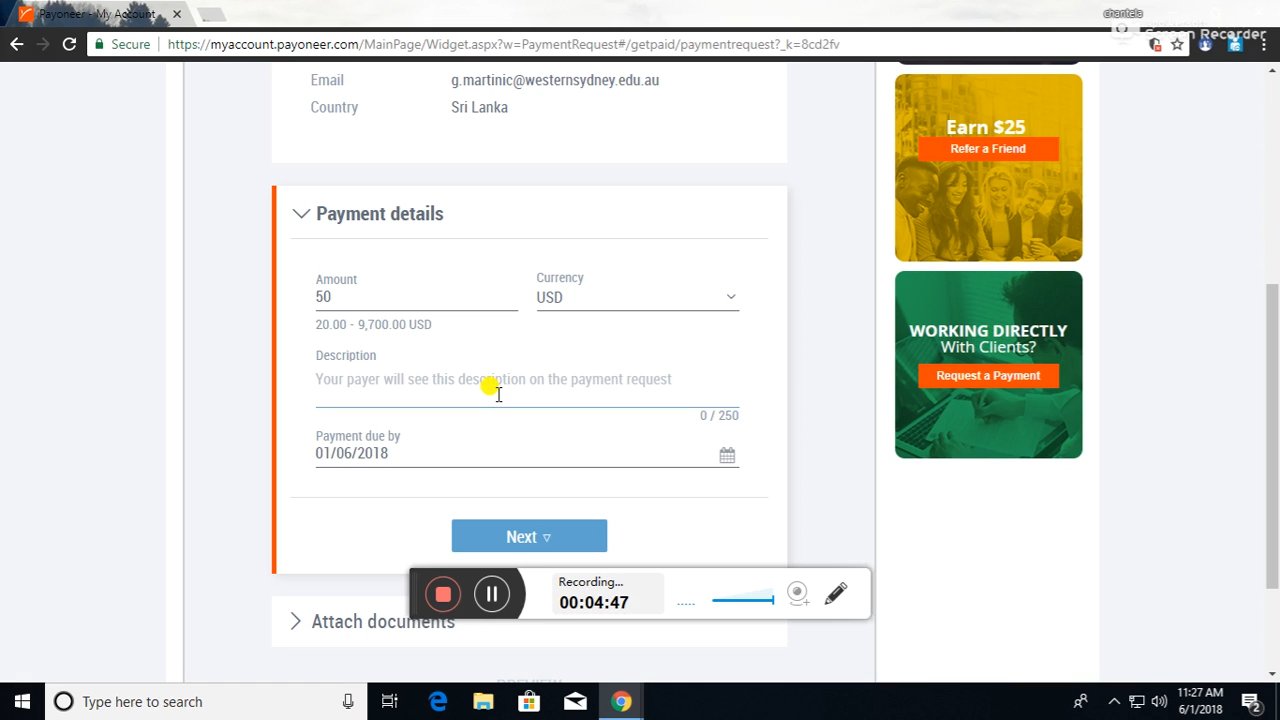 Payoneer - My Account
chantela
Secure https://myaccount.payoneer.com/MainPage/Widget.aspx?w=PaymentRequest#/getpaid/paymentrequest?_k=8cd2fv
Screen Recorder
Email g.martinic@westernsydney.edu.au
Country Sri Lanka
Payment details
Amount Currency
50 USD
20.00 - 9,700.00 USD
Description
Your payer will see this description on the payment request
0 / 250
Payment due by
01/06/2018
Next
Attach documents
Earn $25
Refer a Friend
WORKING DIRECTLY
With Clients?
Request a Payment
Recording...
00:04:47
Type here to search
11:27 AM
6/1/2018
2